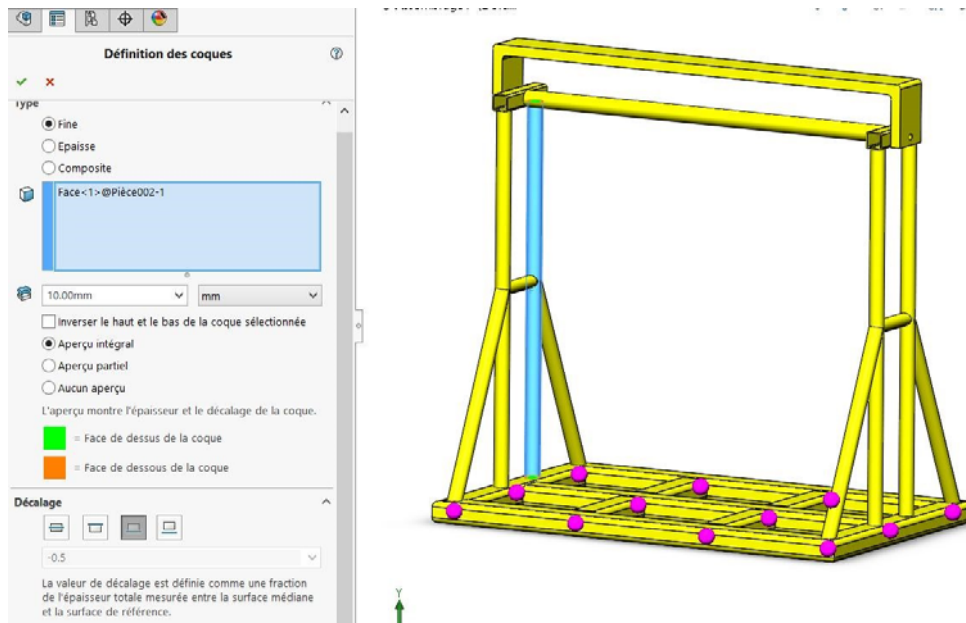 Définition des coques
Type
Fine
Epaisse
Composite
Face<1>@Pièce002-1
10.00mm
mm
Inverser le haut et le bas de la coque sélectionnée
Aperçu intégral
Aperçu partiel
Aucun aperçu
L'aperçu montre l'épaisseur et le décalage de la coque.
= Face de dessus de la coque
= Face de dessous de la coque
Décalage
-0.5
La valeur de décalage est définie comme une fraction
de l'épaisseur totale mesurée entre la surface médiane
et la surface de référence.
Y